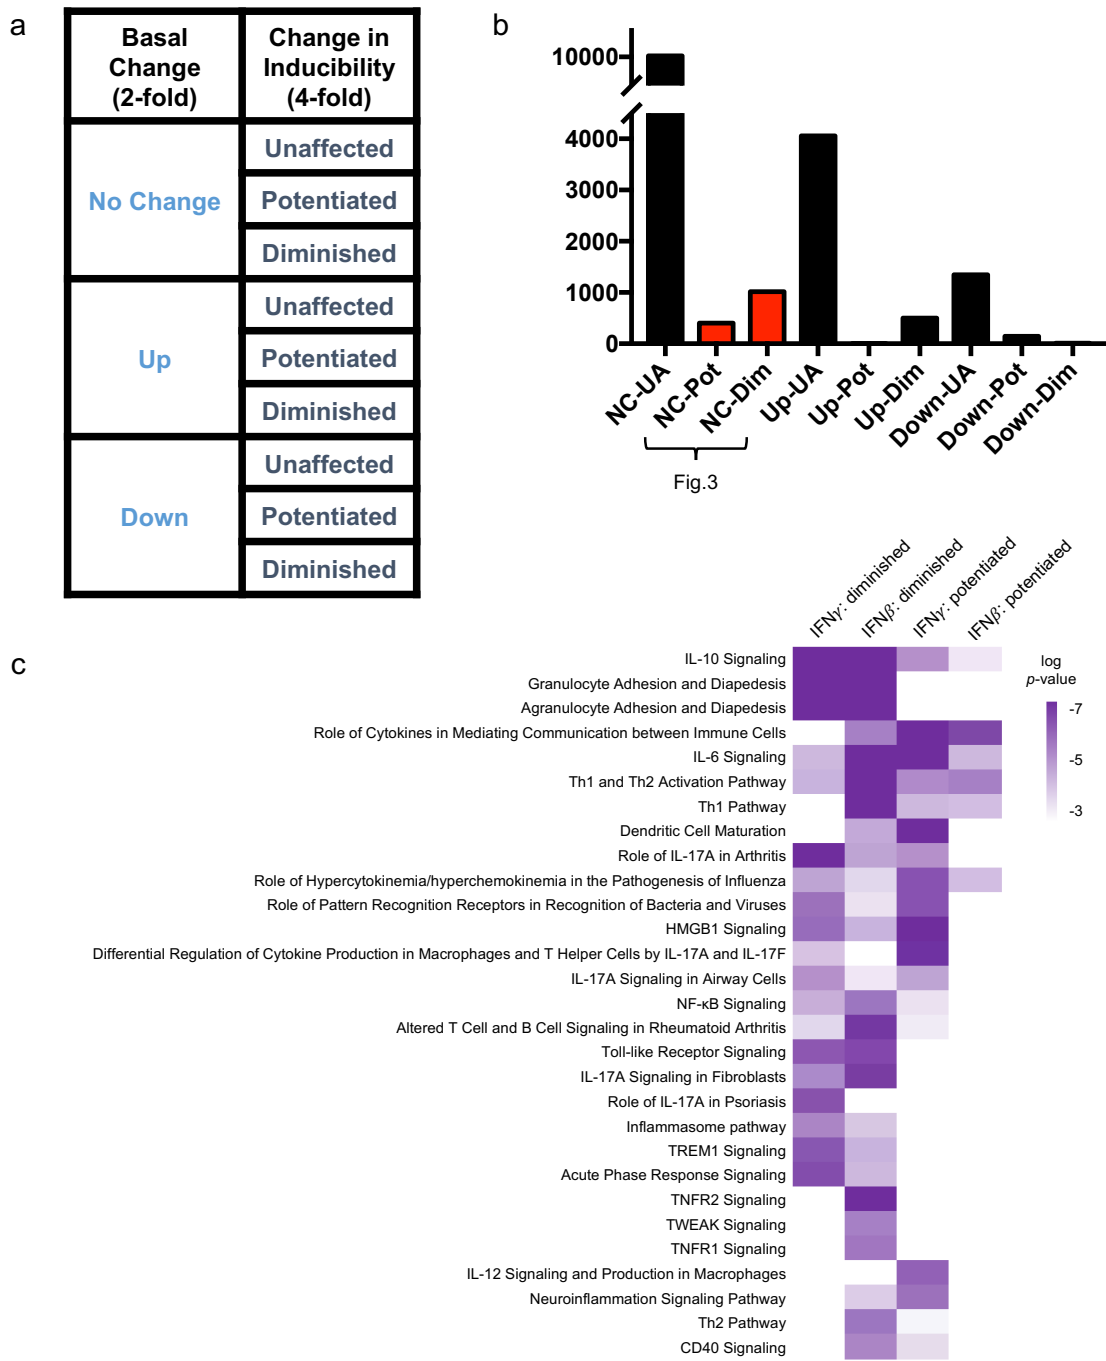 a
Basal
Change
(2-fold)
Change in
Inducibility
(4-fold)
No Change
Unaffected
Potentiated
Diminished
Up
Unaffected
Potentiated
Diminished
Down
Unaffected
Potentiated
Diminished
b
10000
4000
3000
2000
1000
0
NC-UA
NC-Pot
NC-Dim
Up-UA
Up-Pot
Up-Dim
Down-UA
Down-Pot
Down-Dim
Fig.3
c
IFNγ: diminished
IFNβ: diminished
IFNγ: potentiated
IFNβ: potentiated
IL-10 Signaling
Granulocyte Adhesion and Diapedesis
Agranulocyte Adhesion and Diapedesis
Role of Cytokines in Mediating Communication between Immune Cells
IL-6 Signaling
Th1 and Th2 Activation Pathway
Th1 Pathway
Dendritic Cell Maturation
Role of IL-17A in Arthritis
Role of Hypercytokinemia/hyperchemokinemia in the Pathogenesis of Influenza
Role of Pattern Recognition Receptors in Recognition of Bacteria and Viruses
HMGB1 Signaling
Differential Regulation of Cytokine Production in Macrophages and T Helper Cells by IL-17A and IL-17F
IL-17A Signaling in Airway Cells
NF-κB Signaling
Altered T Cell and B Cell Signaling in Rheumatoid Arthritis
Toll-like Receptor Signaling
IL-17A Signaling in Fibroblasts
Role of IL-17A in Psoriasis
Inflammasome pathway
TREM1 Signaling
Acute Phase Response Signaling
TNFR2 Signaling
TWEAK Signaling
TNFR1 Signaling
IL-12 Signaling and Production in Macrophages
Neuroinflammation Signaling Pathway
Th2 Pathway
CD40 Signaling
log
p-value
-7
-5
-3